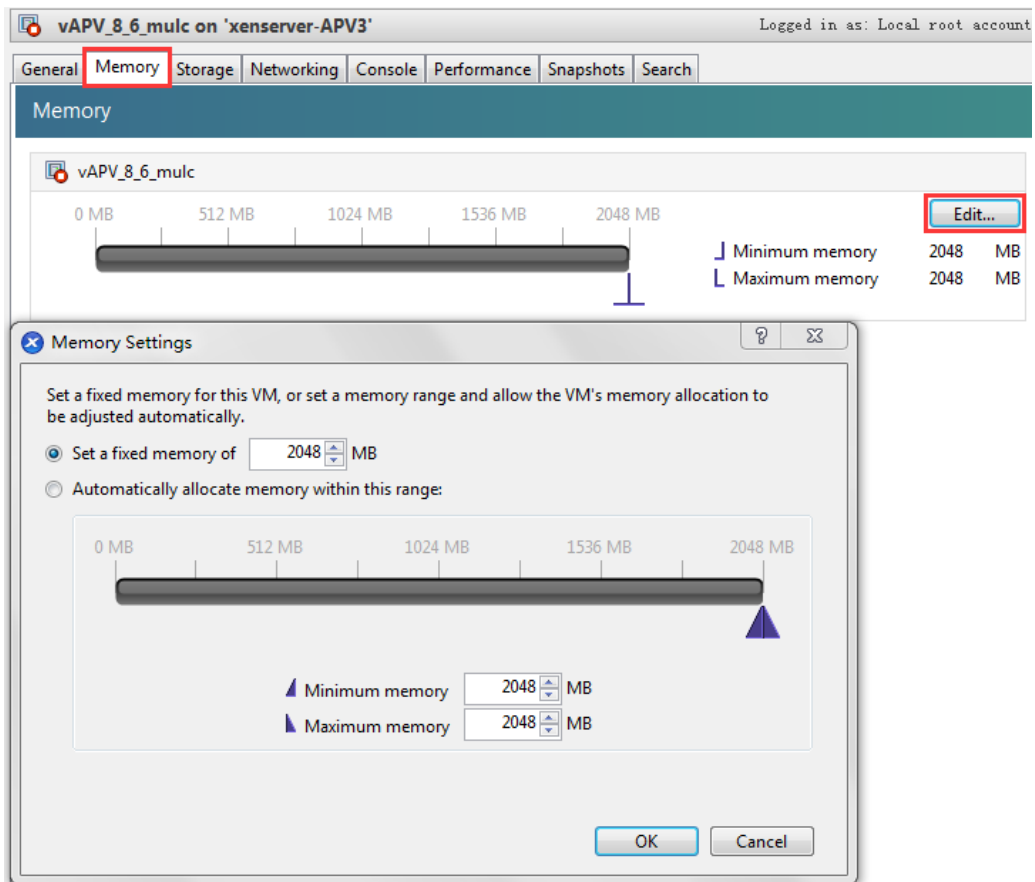 vAPV_8_6_mulc on 'xenserver-APV3' Logged in as: Local root account
General Memory Storage Networking Console Performance Snapshots Search
Memory
vAPV_8_6_mulc
0 MB 512 MB 1024 MB 1536 MB 2048 MB
Edit...
Minimum memory 2048 MB
Maximum memory 2048 MB
Memory Settings
Set a fixed memory for this VM, or set a memory range and allow the VM's memory allocation to
be adjusted automatically.
Set a fixed memory of 2048 MB
Automatically allocate memory within this range:
0 MB 512 MB 1024 MB 1536 MB 2048 MB
Minimum memory 2048 MB
Maximum memory 2048 MB
OK Cancel